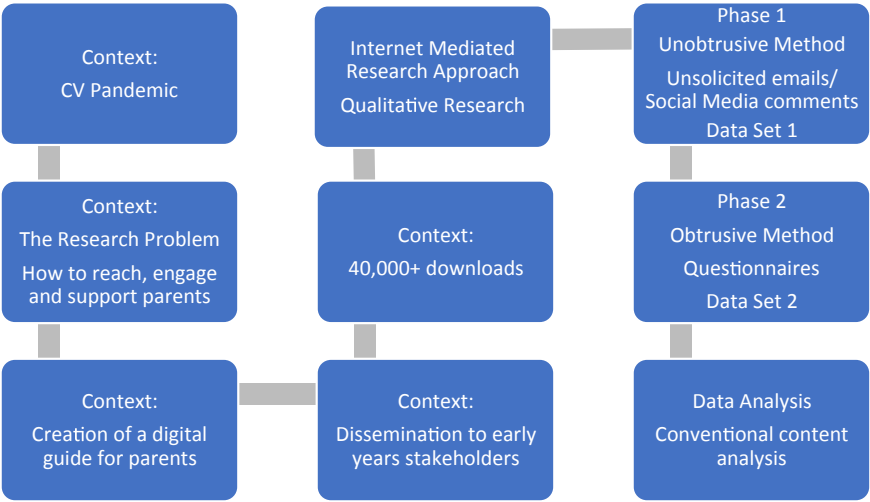 Context:
CV Pandemic
Context:
The Research Problem
How to reach, engage
and support parents
Context:
Creation of a digital
guide for parents
Context:
Dissemination to early
years stakeholders
Context:
40,000+ downloads
Internet Mediated
Research Approach
Qualitative Research
Phase 1
Unobtrusive Method
Unsolicited emails/
Social Media comments
Data Set 1
Phase 2
Obtrusive Method
Questionnaires
Data Set 2
Data Analysis
Conventional content
analysis